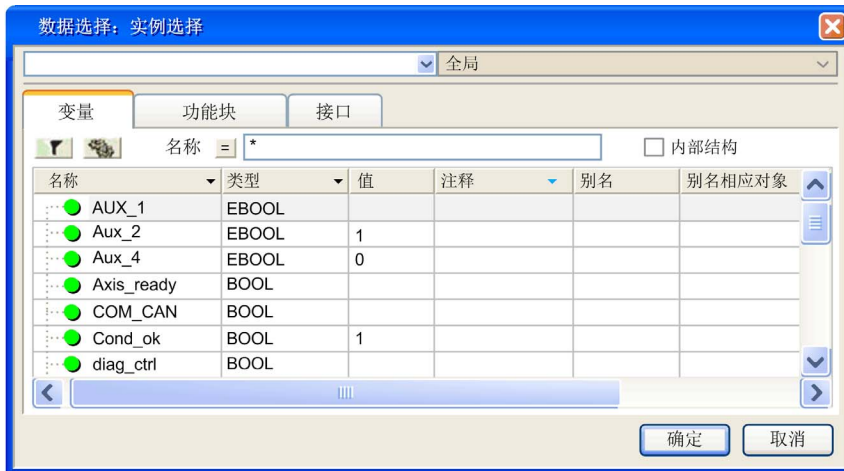 数据选择：实例选择
全局
变量 功能块 接口
名称 = * 内部结构
名称 类型 值 注释 别名 别名相应对象
AUX_1 EBOOL
Aux_2 EBOOL 1
Aux_4 EBOOL 0
Axis_ready BOOL
COM_CAN BOOL
Cond_ok BOOL 1
diag_ctrl BOOL
确定 取消